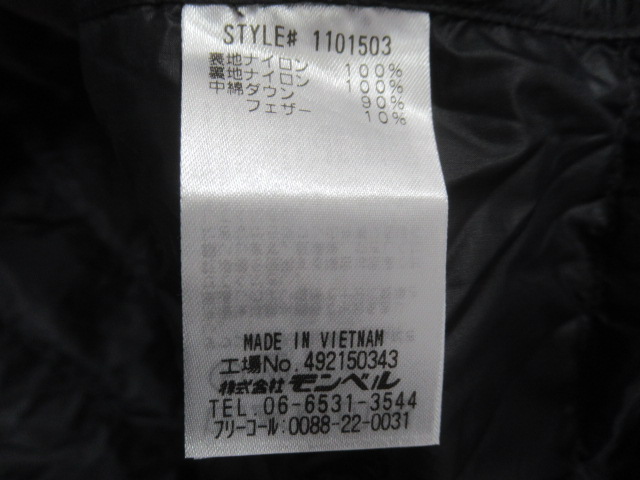 STYLE# 1101503
表地ナイロン 100%
裏地ナイロン 100%
中綿ダウン 90%
フェザー 10%
MADE IN VIETNAM
工場No. 492150343
株式会社モンベル
TEL. 06-6531-3544
フリーコール:0088-22-0031